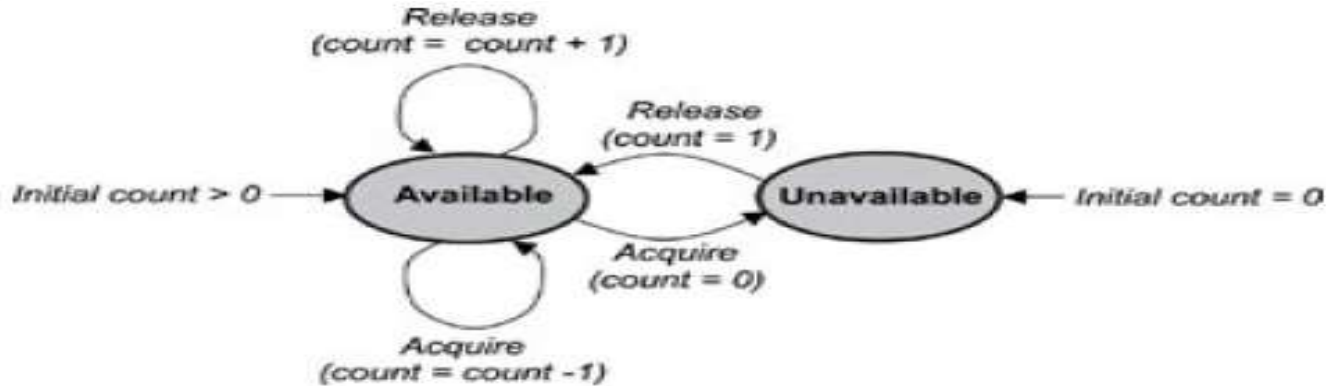 Release
(count = count + 1)
Release
(count = 1)
Initial count > 0
Available
Unavailable
Initial count = 0
Acquire
(count = 0)
Acquire
(count = count -1)